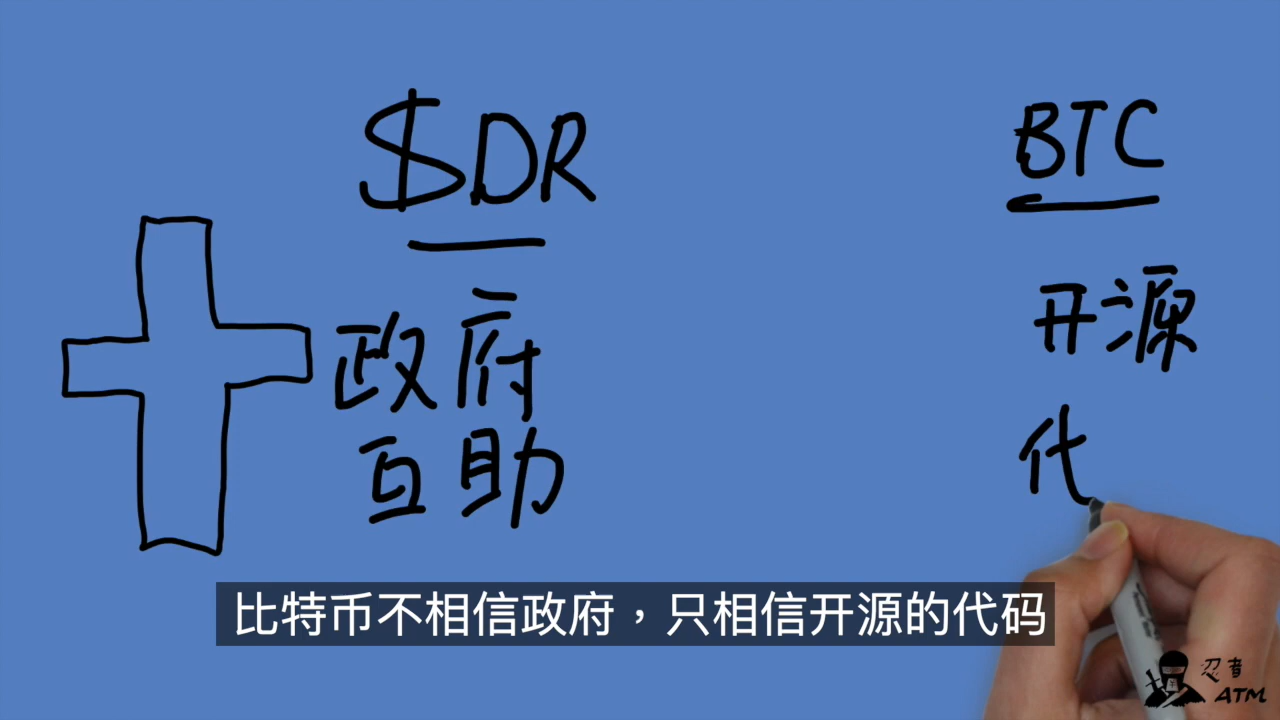 $DR
政府
互助
BTC
开源
代
比特币不相信政府，只相信开源的代码
忍者
ATM